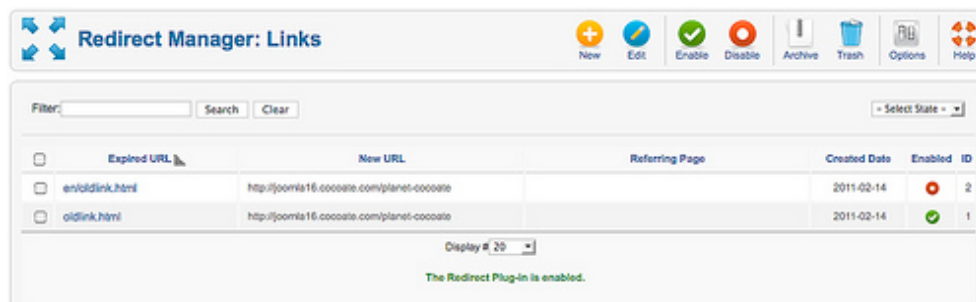 Redirect Manager: Links
New Edit Enable Disable Archive Trash Options Help
Filter: Search Clear - Select State -
Expired URL New URL Referring Page Created Date Enabled ID
en/oldlink.html http://joomla16.cocoate.com/planet-cocoate 2011-02-14 2
oldlink.html http://joomla16.cocoate.com/planet-cocoate 2011-02-14 1
Display # 20
The Redirect Plug-in is enabled.